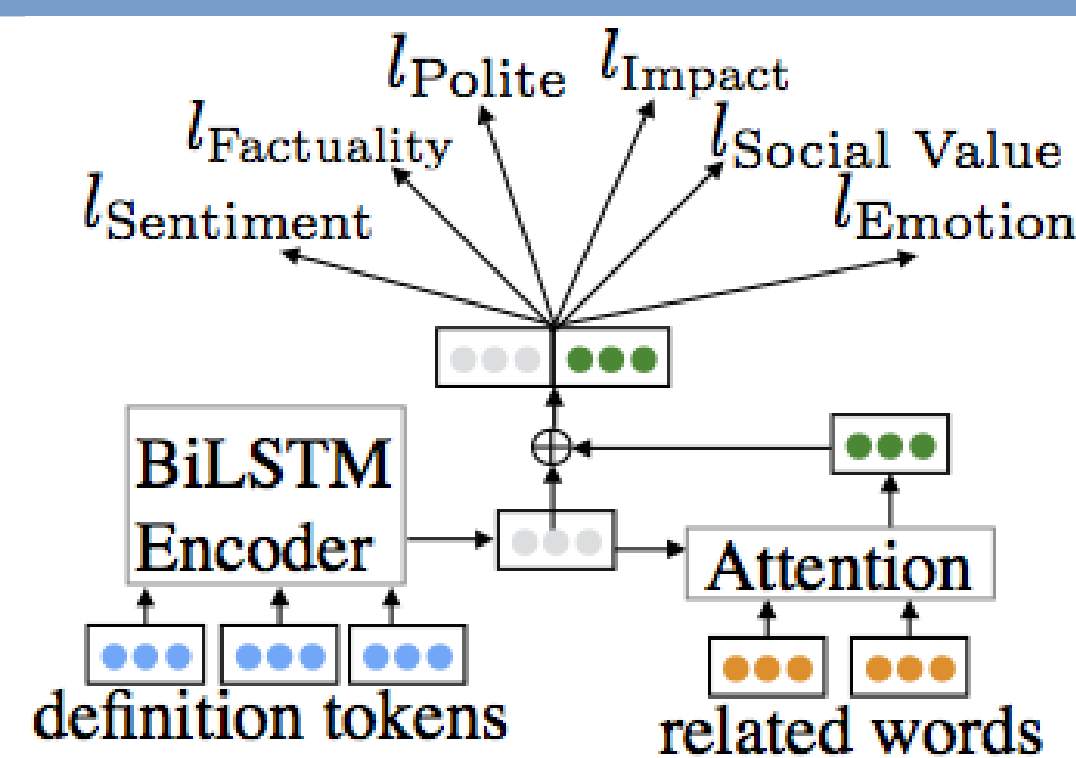 l_Polite l_Impact
l_Factuality l_Social Value
l_Sentiment l_Emotion
BiLSTM
Encoder
Attention
definition tokens
related words